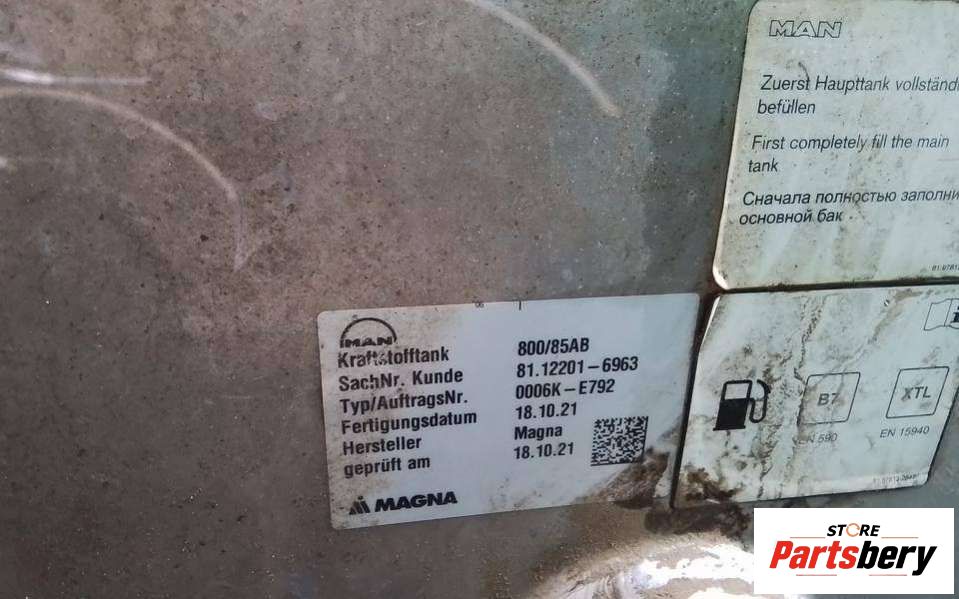 MAN
Zuerst Haupttank vollständi
befüllen
First completely fill the main
tank
Сначала полностью заполни
основной бак
MAN
Kraftstofftank 800/85AB
SachNr. Kunde 81.12201-6963
Typ/AuftragsNr. 0006K-E792
Fertigungsdatum 18.10.21
Hersteller Magna
geprüft am 18.10.21
MAGNA
B7
XTL
EN 590
EN 15940
STORE
Partsbery